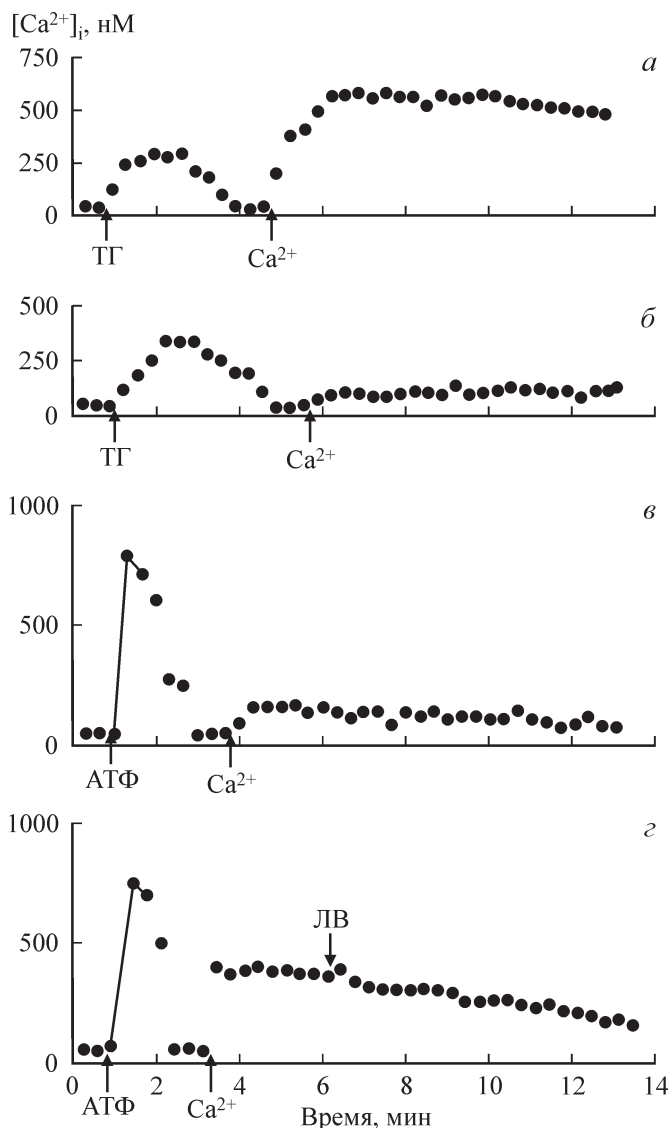 [Ca²⁺]ᵢ, нМ
а
750
500
250
0
ТГ
Ca²⁺
б
500
250
0
ТГ
Ca²⁺
в
1000
500
0
АТФ
Ca²⁺
г
1000
ЛВ
500
0
0 2 4 6 8 10 12 14
АТФ
Ca²⁺
Время, мин